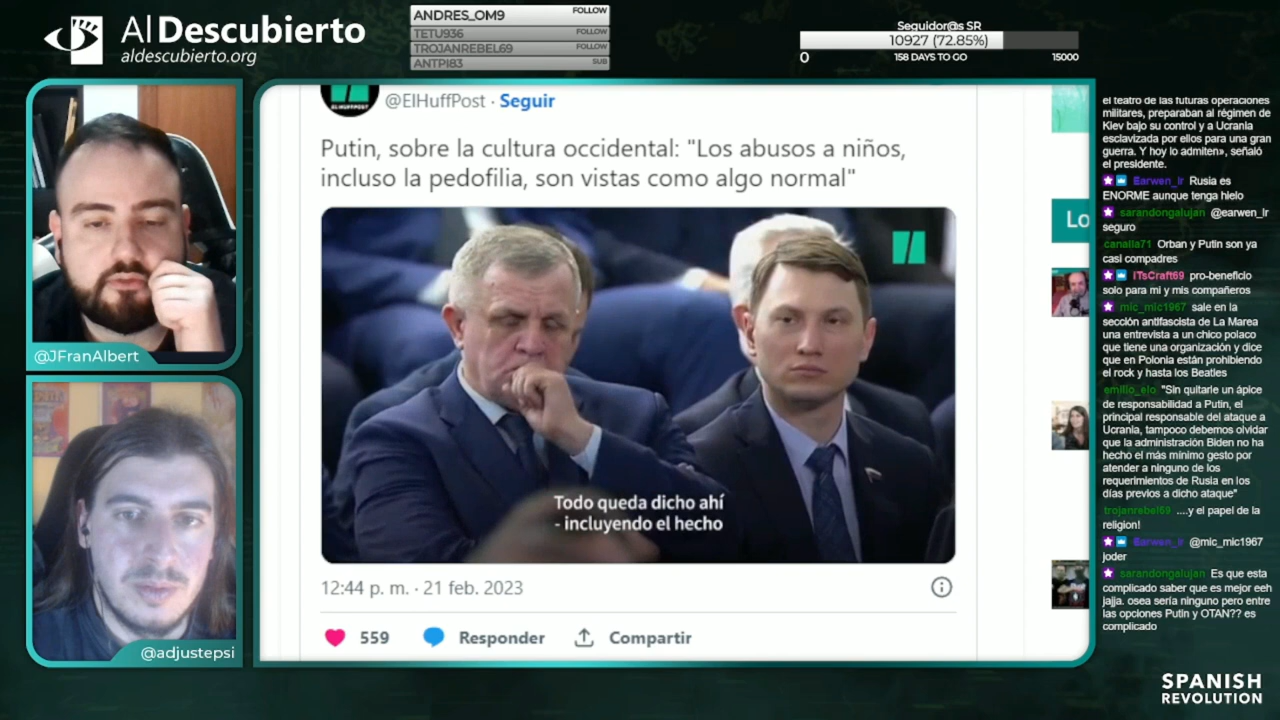 Al Descubierto
aldescubierto.org
ANDRES_OM9 FOLLOW
TETU936 FOLLOW
TROJANREBEL69 FOLLOW
ANTPI83 SUB
Seguidor@s SR
10927 (72.85%)
0 158 DAYS TO GO 15000
@JFranAlbert
@adjustepsi
ELHUFFPOST
@ElHuffPost · Seguir
Putin, sobre la cultura occidental: "Los abusos a niños,
incluso la pedofilia, son vistas como algo normal"
Todo queda dicho ahí
- incluyendo el hecho
12:44 p. m. · 21 feb. 2023
559 Responder Compartir
Lo
el teatro de las futuras operaciones
militares, preparaban al régimen de
Kiev bajo su control y a Ucrania
esclavizada por ellos para una gran
guerra. Y hoy lo admiten», señaló
el presidente.
Earwen_Ir Rusia es
ENORME aunque tenga hielo
sarandongalujan @earwen_Ir
seguro
canalla71 Orban y Putin son ya
casi compadres
ITsCraft69 pro-beneficio
solo para mi y mis compañeros
mic_mic1967 sale en la
sección antifascista de La Marea
una entrevista a un chico polaco
que tiene una organización y dice
que en Polonia están prohibiendo
el rock y hasta los Beatles
emilio_elo "Sin quitarle un ápice
de responsabilidad a Putin, el
principal responsable del ataque a
Ucrania, tampoco debemos olvidar
que la administración Biden no ha
hecho el más mínimo gesto por
atender a ninguno de los
requerimientos de Rusia en los
días previos a dicho ataque"
trojanrebel69 ....y el papel de la
religion!
Earwen_Ir @mic_mic1967
joder
sarandongalujan Es que esta
complicado saber que es mejor eeh
jajja. osea sería ninguno pero entre
las opciones Putin y OTAN?? es
complicado
SPANISH
REVOLUTION